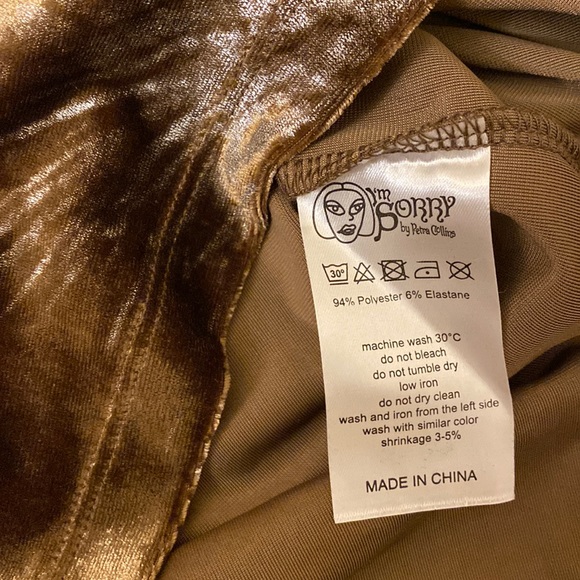 I'm
SORRY
by Petra Collins
30°
94% Polyester 6% Elastane
machine wash 30°C
do not bleach
do not tumble dry
low iron
do not dry clean
wash and iron from the left side
wash with similar color
shrinkage 3-5%
MADE IN CHINA